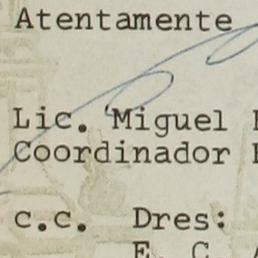 Atentamente
Lic. Miguel
Coordinador
c.c. Dres:
E. C.